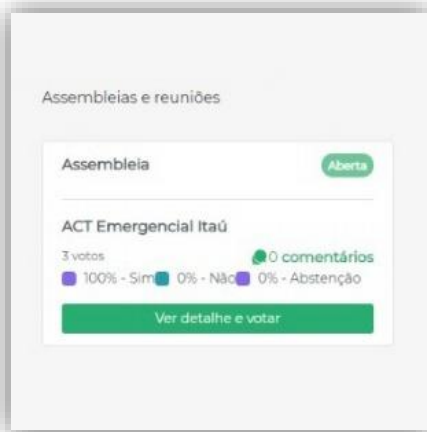 Assembleias e reuniões
Assembleia Aberta
ACT Emergencial Itaú
3 votos 0 comentários
100% - Sim 0% - Não 0% - Abstenção
Ver detalhe e votar